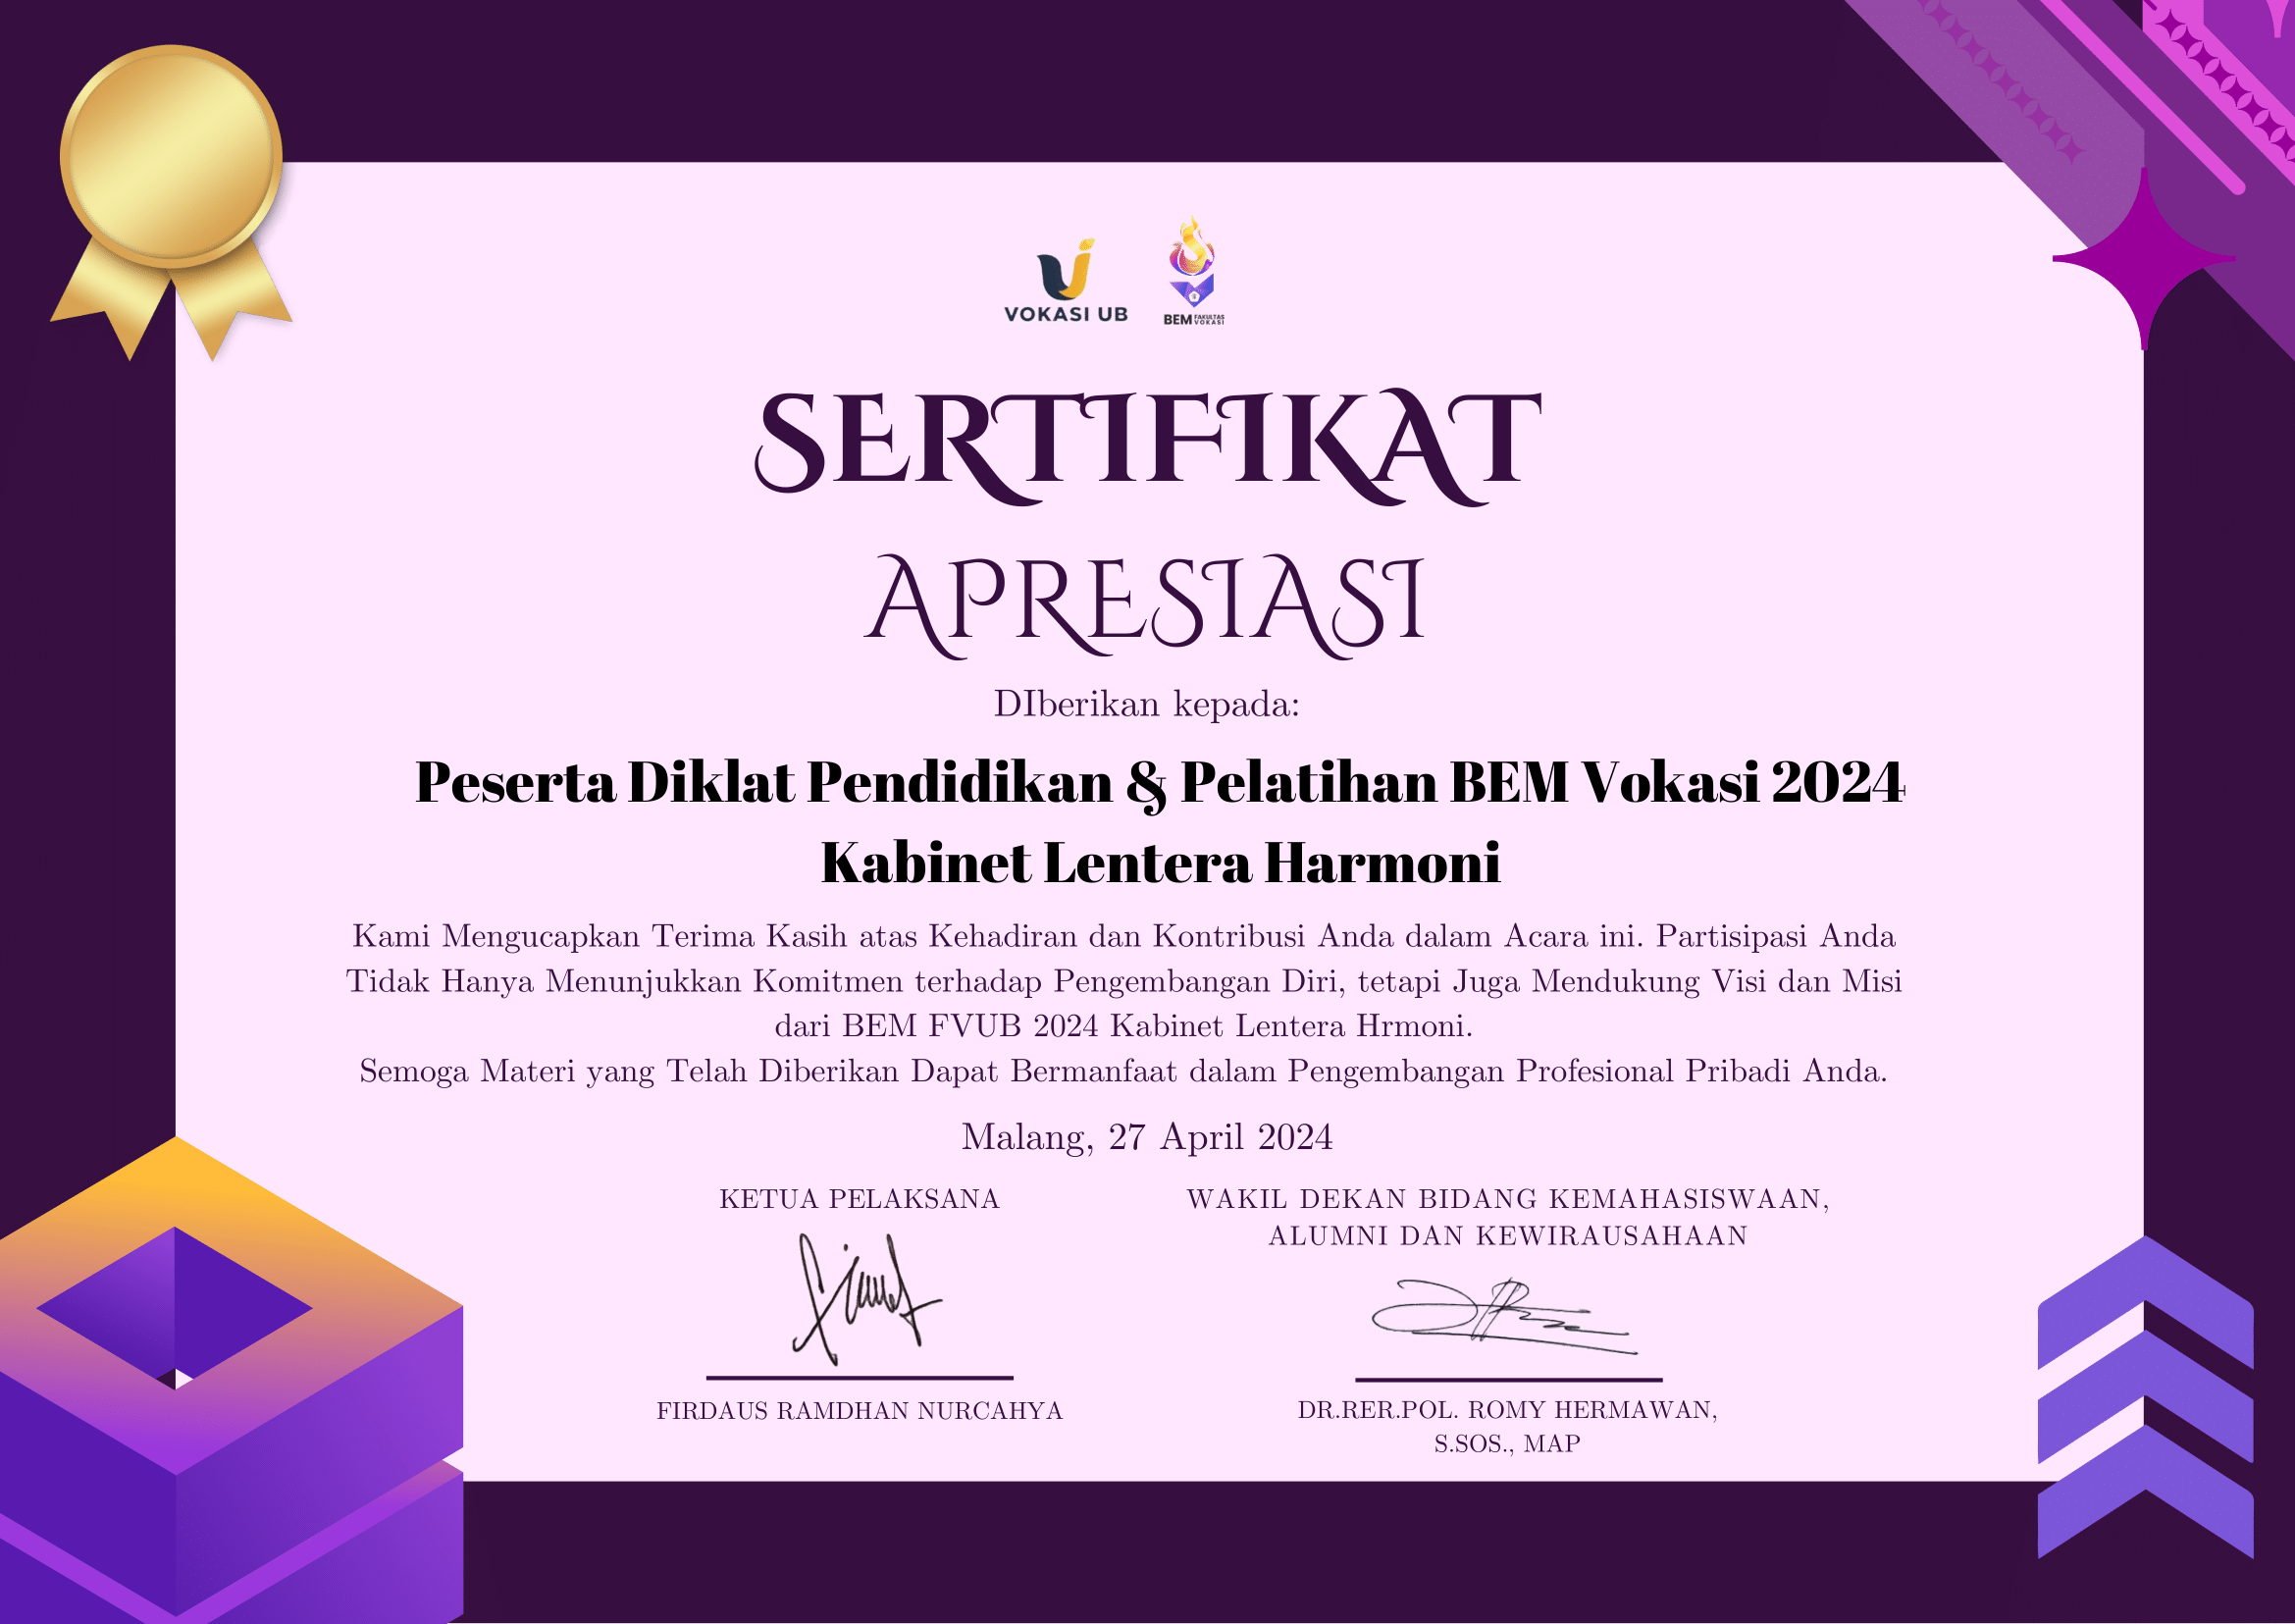 VOKASI UB
BEM FAKULTAS VOKASI
SERTIFIKAT
APRESIASI
DIberikan kepada:
Peserta Diklat Pendidikan & Pelatihan BEM Vokasi 2024
Kabinet Lentera Harmoni
Kami Mengucapkan Terima Kasih atas Kehadiran dan Kontribusi Anda dalam Acara ini. Partisipasi Anda
Tidak Hanya Menunjukkan Komitmen terhadap Pengembangan Diri, tetapi Juga Mendukung Visi dan Misi
dari BEM FVUB 2024 Kabinet Lentera Hrmoni.
Semoga Materi yang Telah Diberikan Dapat Bermanfaat dalam Pengembangan Profesional Pribadi Anda.
Malang, 27 April 2024
KETUA PELAKSANA
FIRDAUS RAMDHAN NURCAHYA
WAKIL DEKAN BIDANG KEMAHASISWAAN,
ALUMNI DAN KEWIRAUSAHAAN
DR.RER.POL. ROMY HERMAWAN,
S.SOS., MAP